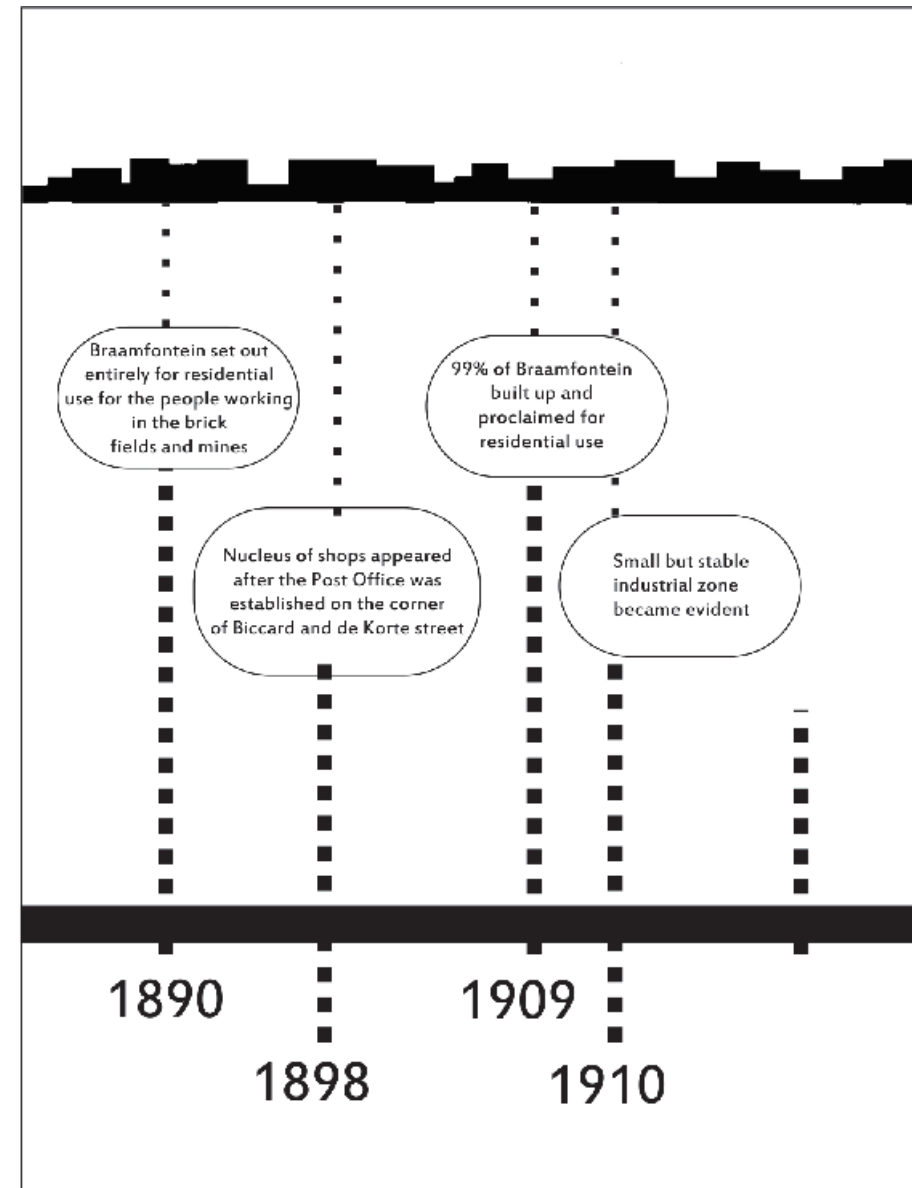 Braamfontein set out
entirely for residential
use for the people working
in the brick
fields and mines
99% of Braamfontein
built up and
proclaimed for
residential use
Nucleus of shops appeared
after the Post Office was
established on the corner
of Biccard and de Korte street
Small but stable
industrial zone
became evident
1890
1909
1898
1910